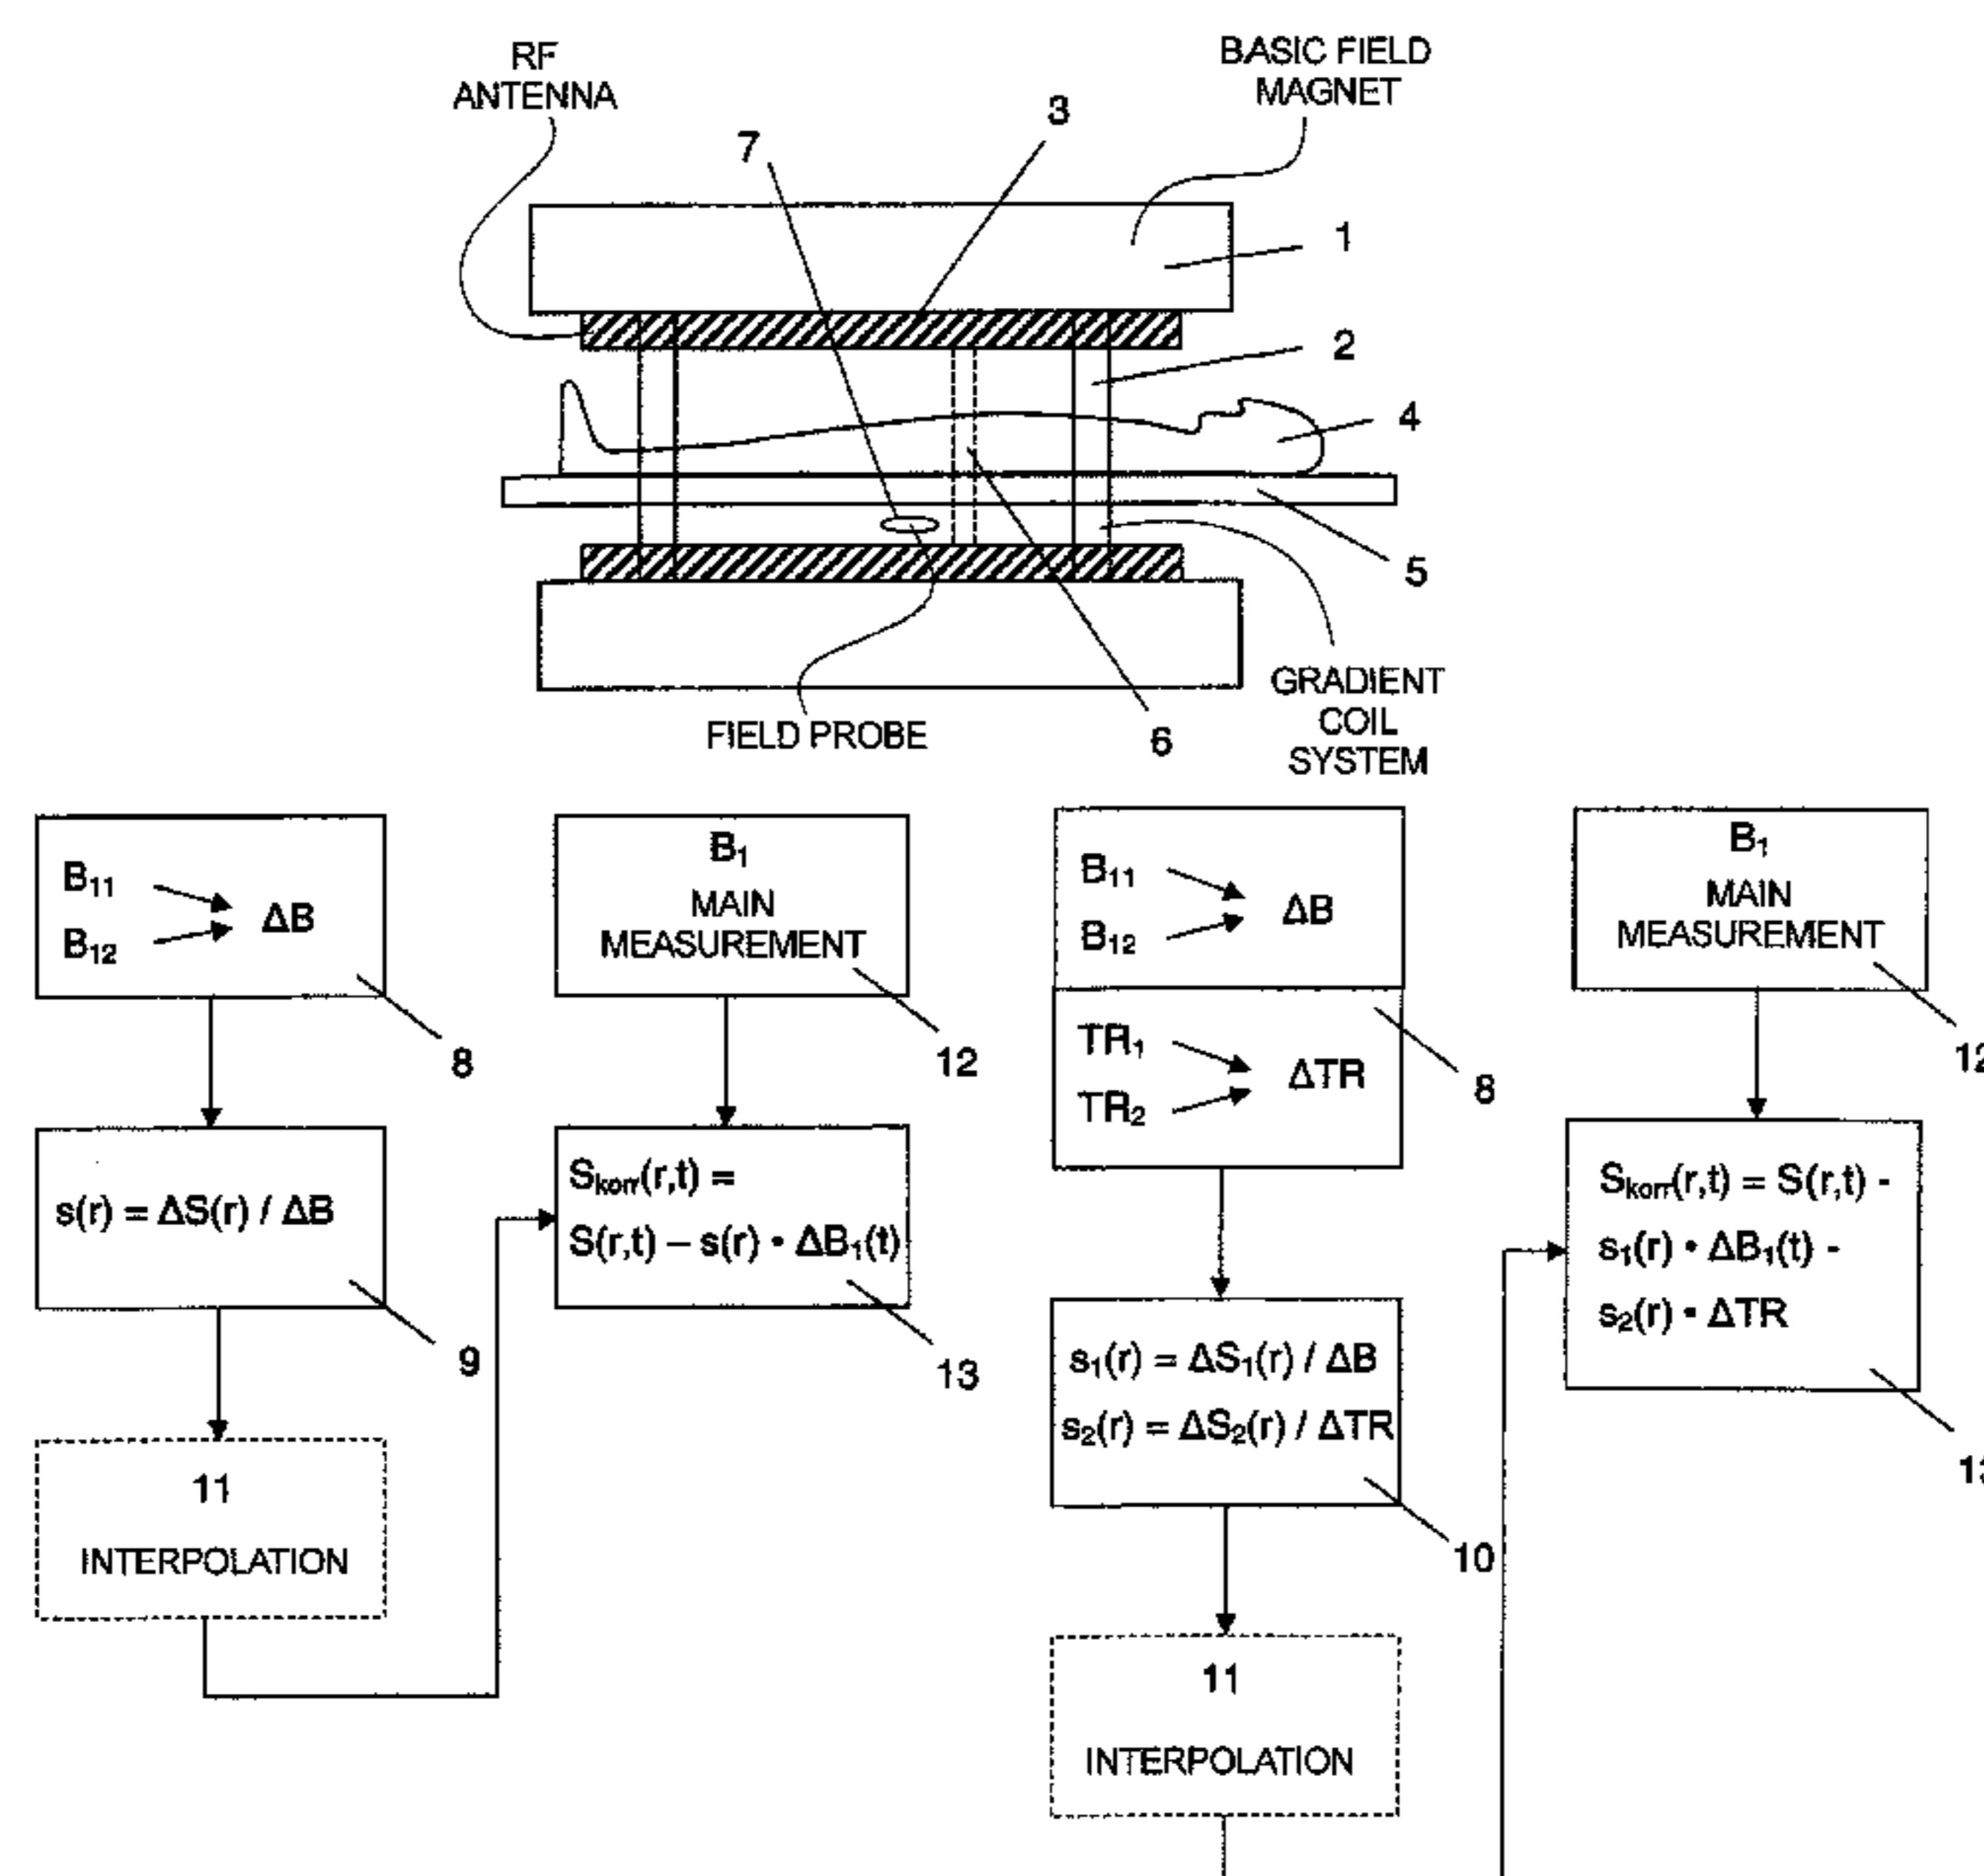 RF
ANTENNA
BASIC FIELD
MAGNET
3
7
1
2
4
5
6
FIELD PROBE
GRADIENT
COIL
SYSTEM
B₁₁
B₁₂
ΔB
8
s(r) = ΔS(r) / ΔB
9
11
INTERPOLATION
B₁
MAIN
MEASUREMENT
12
Sₖₒᵣᵣ(r,t) =
S(r,t) – s(r) • ΔB₁(t)
13
B₁₁
B₁₂
ΔB
TR₁
TR₂
ΔTR
8
s₁(r) = ΔS₁(r) / ΔB
s₂(r) = ΔS₂(r) / ΔTR
10
11
INTERPOLATION
B₁
MAIN
MEASUREMENT
12
Sₖₒᵣᵣ(r,t) = S(r,t) -
s₁(r) • ΔB₁(t) -
s₂(r) • ΔTR
13